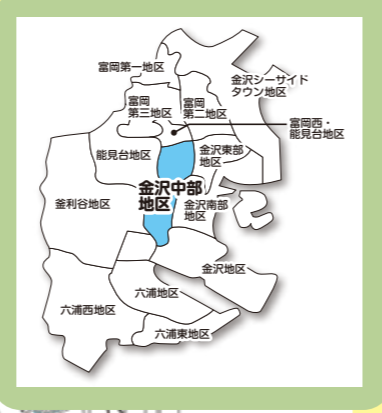 富岡第一地区
金沢シーサイド
タウン地区
富岡
第三地区
富岡
第二地区
富岡西・
能見台地区
能見台地区
金沢東部
地区
金沢中部
地区
釜利谷地区
金沢南部
地区
金沢地区
六浦地区
六浦西地区
六浦東地区